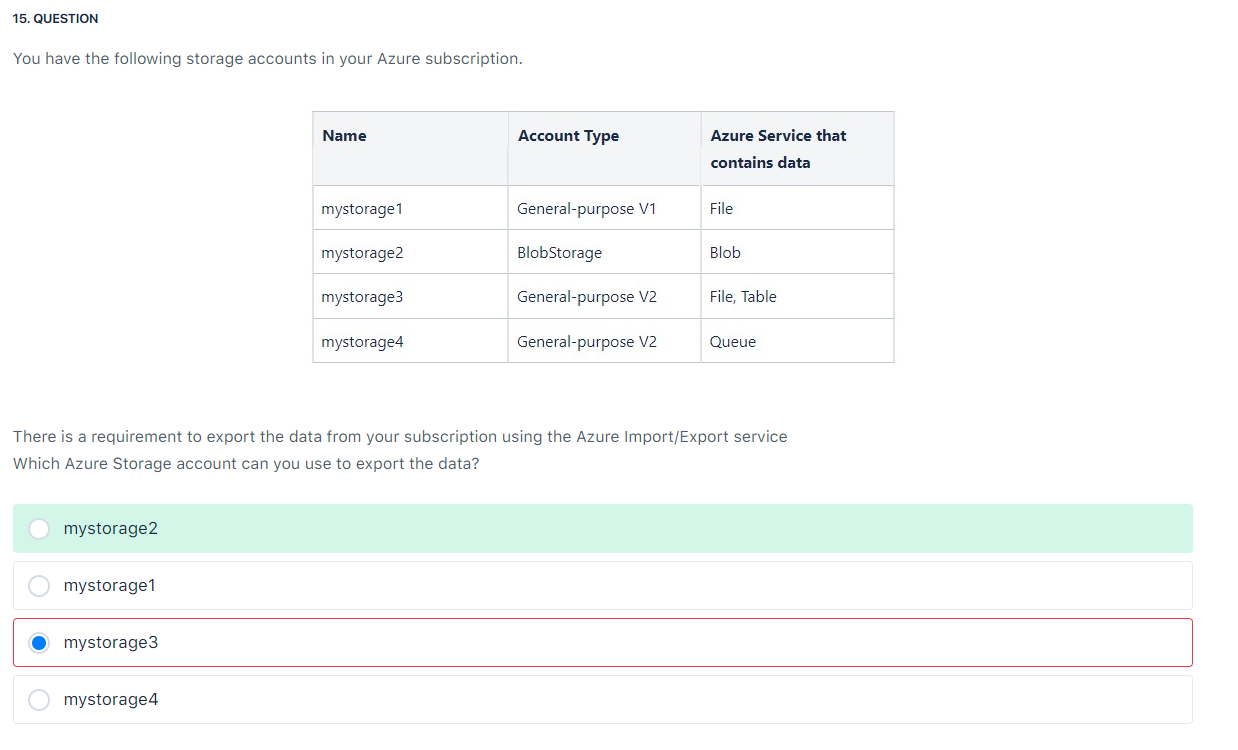 15. QUESTION
You have the following storage accounts in your Azure subscription.
Name Account Type Azure Service that
contains data
mystorage1 General-purpose V1 File
mystorage2 BlobStorage Blob
mystorage3 General-purpose V2 File, Table
mystorage4 General-purpose V2 Queue
There is a requirement to export the data from your subscription using the Azure Import/Export service
Which Azure Storage account can you use to export the data?
mystorage2
mystorage1
mystorage3
mystorage4